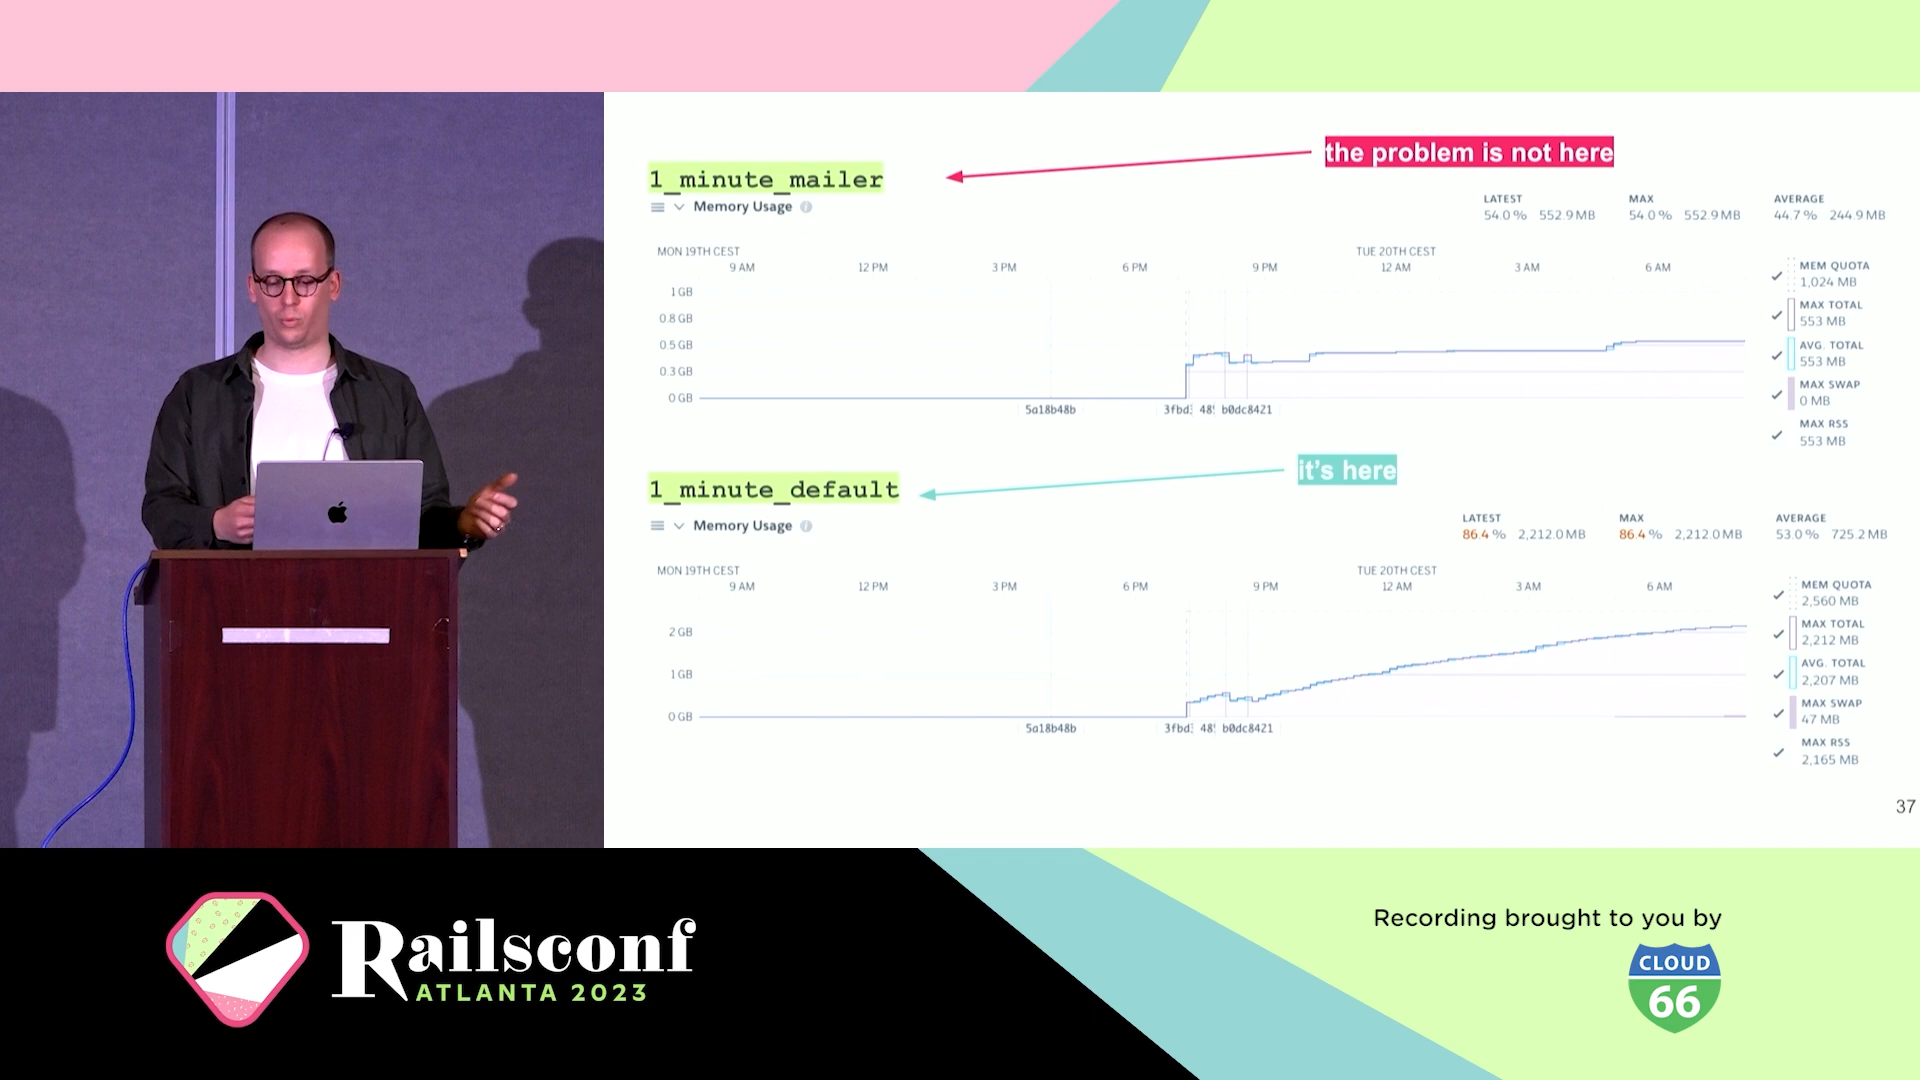 the problem is not here
1_minute_mailer
Memory Usage
LATEST MAX AVERAGE
54.0 % 552.9 MB 54.0 % 552.9 MB 44.7 % 244.9 MB
MON 19TH CEST TUE 20TH CEST
9 AM 12 PM 3 PM 6 PM 9 PM 12 AM 3 AM 6 AM
1 GB
0.8 GB
0.5 GB
0.3 GB
0 GB
5a18b48b 3fbd 48 b0dc8421
MEM QUOTA
1,024 MB
MAX TOTAL
553 MB
AVG. TOTAL
553 MB
MAX SWAP
0 MB
MAX RSS
553 MB
it's here
1_minute_default
Memory Usage
LATEST MAX AVERAGE
86.4 % 2,212.0 MB 86.4 % 2,212.0 MB 53.0 % 725.2 MB
MON 19TH CEST TUE 20TH CEST
9 AM 12 PM 3 PM 6 PM 9 PM 12 AM 3 AM 6 AM
2 GB
1 GB
0 GB
5a18b48b 3fbd 48 b0dc8421
MEM QUOTA
2,560 MB
MAX TOTAL
2,212 MB
AVG. TOTAL
2,207 MB
MAX SWAP
47 MB
MAX RSS
2,165 MB
37
Railsconf
ATLANTA 2023
Recording brought to you by
CLOUD
66